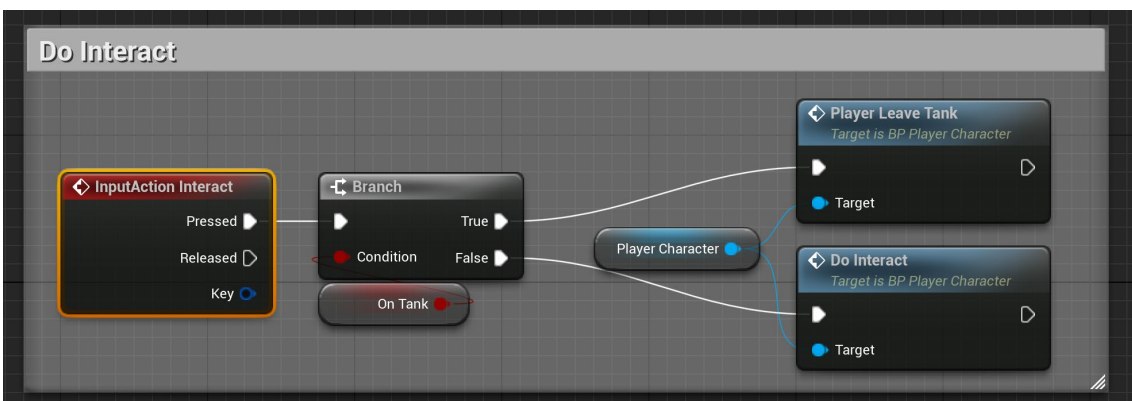 Do Interact
InputAction Interact
Pressed
Released
Key
Branch
True
Condition
False
On Tank
Player Character
Player Leave Tank
Target is BP Player Character
Target
Do Interact
Target is BP Player Character
Target